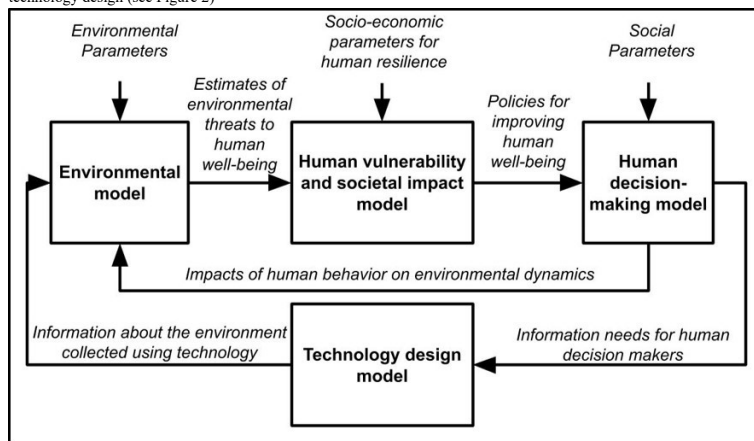 technology design (see Figure 2)
Environmental
Parameters
Socio-economic
parameters for
human resilience
Social
Parameters
Estimates of
environmental
threats to
human
well-being
Policies for
improving
human
well-being
Environmental
model
Human vulnerability
and societal impact
model
Human
decision-
making model
Impacts of human behavior on environmental dynamics
Information about the environment
collected using technology
Technology design
model
Information needs for human
decision makers